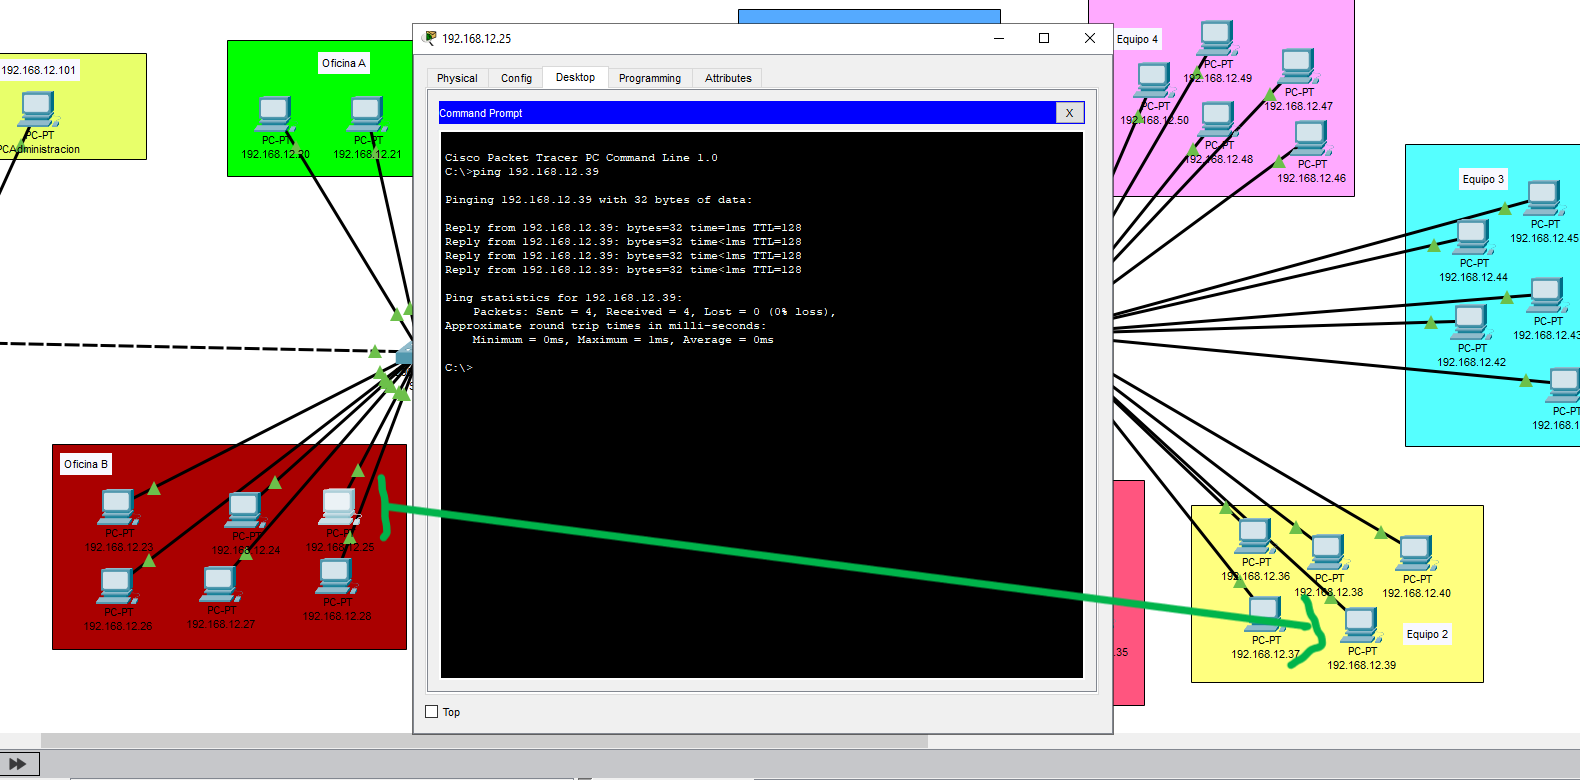 192.168.12.101
PC-PT
PCAdministracion
Oficina A
PC-PT
192.168.12.20
PC-PT
192.168.12.21
192.168.12.25
Physical
Config
Desktop
Programming
Attributes
Command Prompt
X
Cisco Packet Tracer PC Command Line 1.0
C:\>ping 192.168.12.39
Pinging 192.168.12.39 with 32 bytes of data:
Reply from 192.168.12.39: bytes=32 time=1ms TTL=128
Reply from 192.168.12.39: bytes=32 time<1ms TTL=128
Reply from 192.168.12.39: bytes=32 time<1ms TTL=128
Reply from 192.168.12.39: bytes=32 time<1ms TTL=128
Ping statistics for 192.168.12.39:
Packets: Sent = 4, Received = 4, Lost = 0 (0% loss),
Approximate round trip times in milli-seconds:
Minimum = 0ms, Maximum = 1ms, Average = 0ms
C:\>
Top
Equipo 4
PC-PT
192.168.12.49
PC-PT
192.168.12.50
PC-PT
192.168.12.47
PC-PT
192.168.12.48
PC-PT
192.168.12.46
Equipo 3
PC-PT
192.168.12.45
PC-PT
192.168.12.44
PC-PT
192.168.12.43
PC-PT
192.168.12.42
PC-PT
192.168.1
Oficina B
PC-PT
192.168.12.23
PC-PT
192.168.12.24
PC-PT
192.168.12.25
PC-PT
192.168.12.26
PC-PT
192.168.12.27
PC-PT
192.168.12.28
.35
PC-PT
192.168.12.36
PC-PT
192.168.12.38
PC-PT
192.168.12.40
PC-PT
192.168.12.37
PC-PT
192.168.12.39
Equipo 2